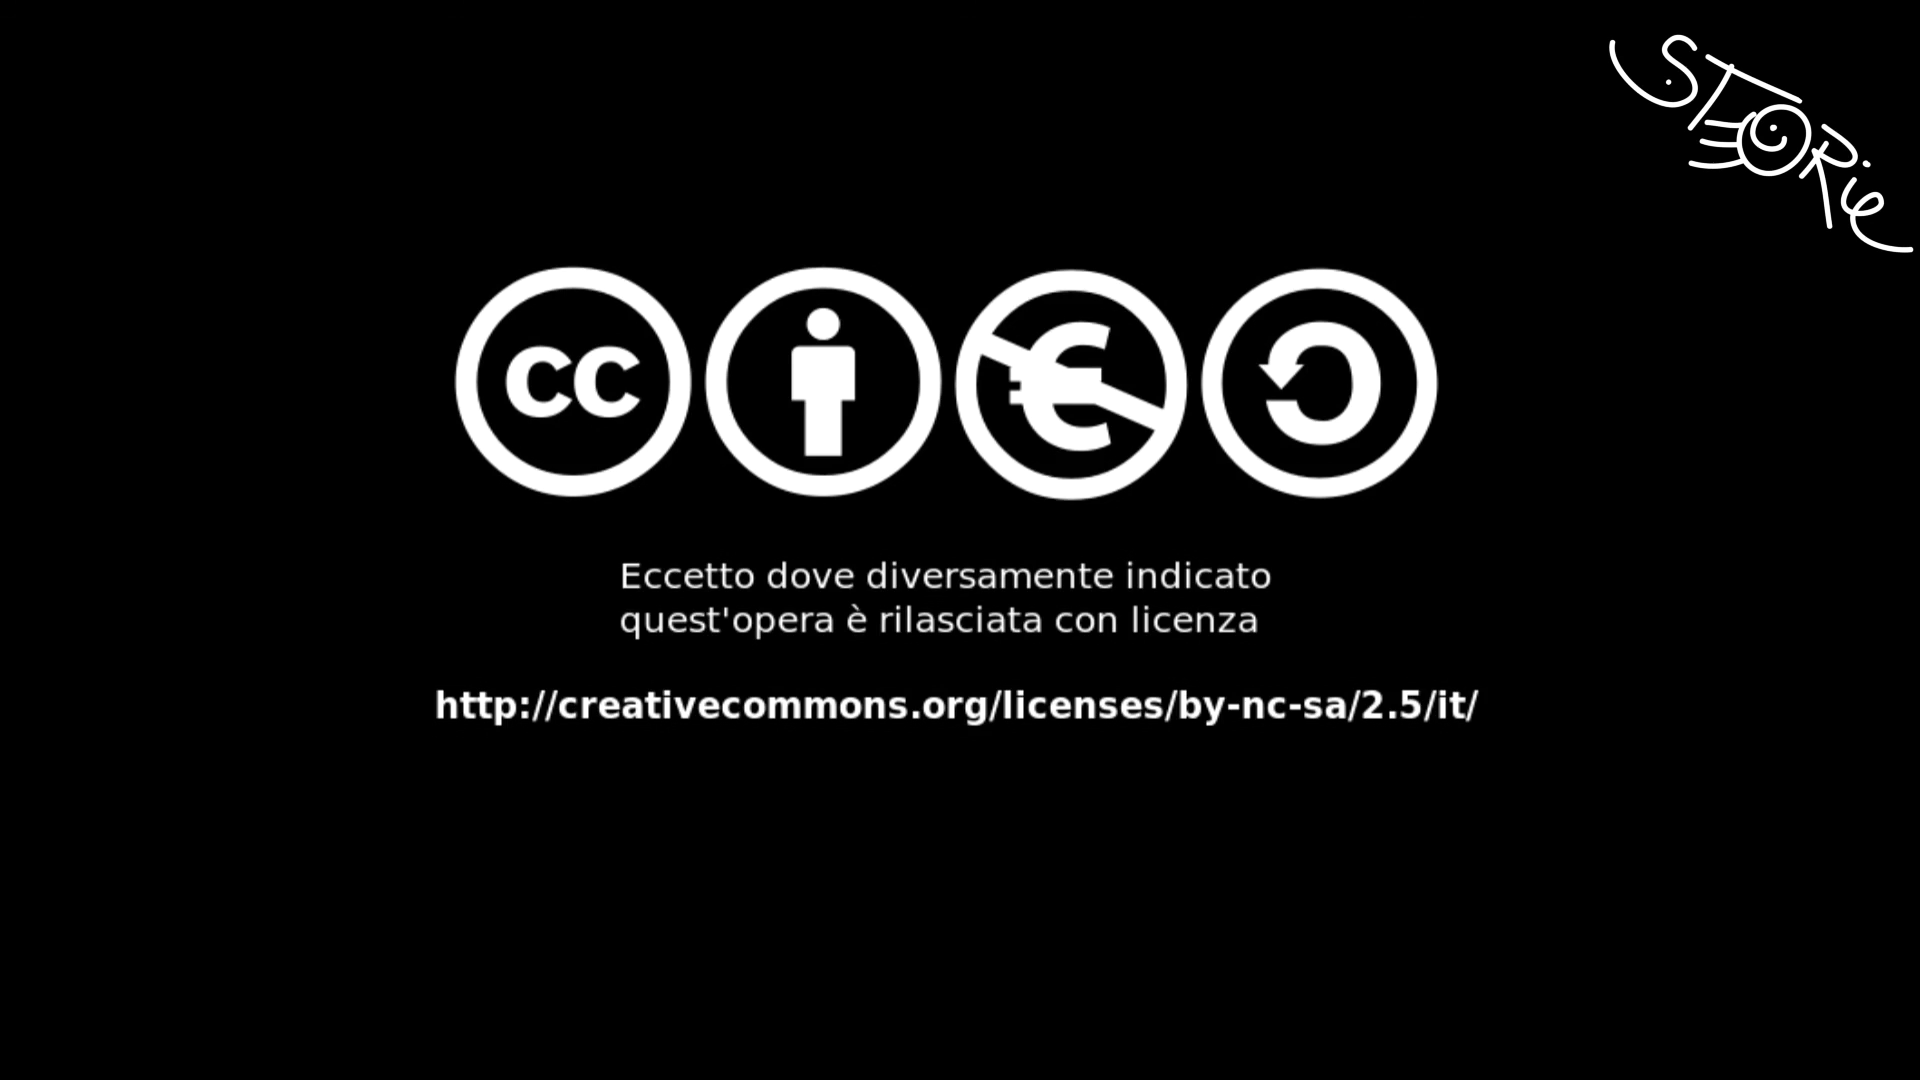 STORie
cc
Eccetto dove diversamente indicato
quest'opera è rilasciata con licenza
http://creativecommons.org/licenses/by-nc-sa/2.5/it/